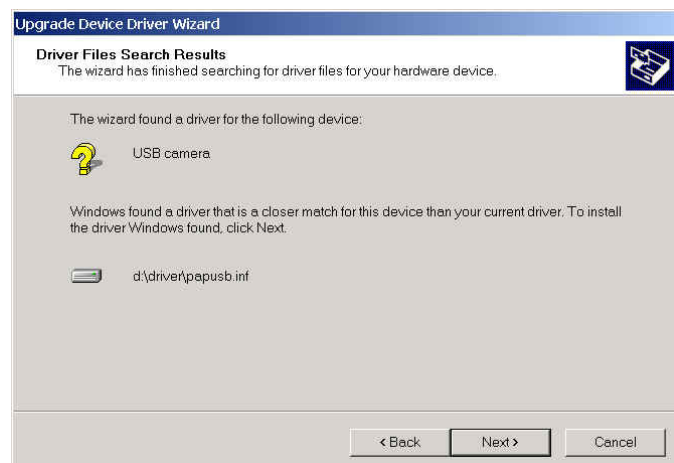 Upgrade Device Driver Wizard
Driver Files Search Results
The wizard has finished searching for driver files for your hardware device.
The wizard found a driver for the following device:
USB camera
Windows found a driver that is a closer match for this device than your current driver. To install
the driver Windows found, click Next.
d:\driver\papusb.inf
< Back
Next >
Cancel